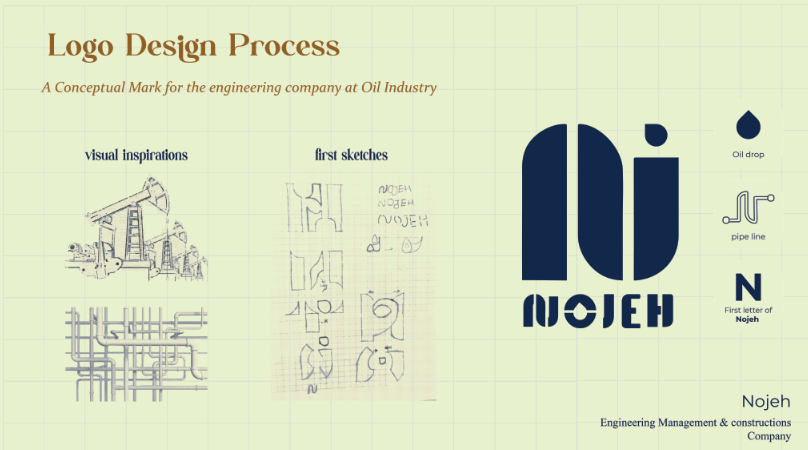 Logo Design Process
A Conceptual Mark for the engineering company at Oil Industry
visual inspirations
first sketches
NOJEH
NOJEH
NOJEH
N
NJ
NOJEH
Oil drop
pipe line
N
First letter of
Nojeh
Nojeh
Engineering Management & constructions
Company